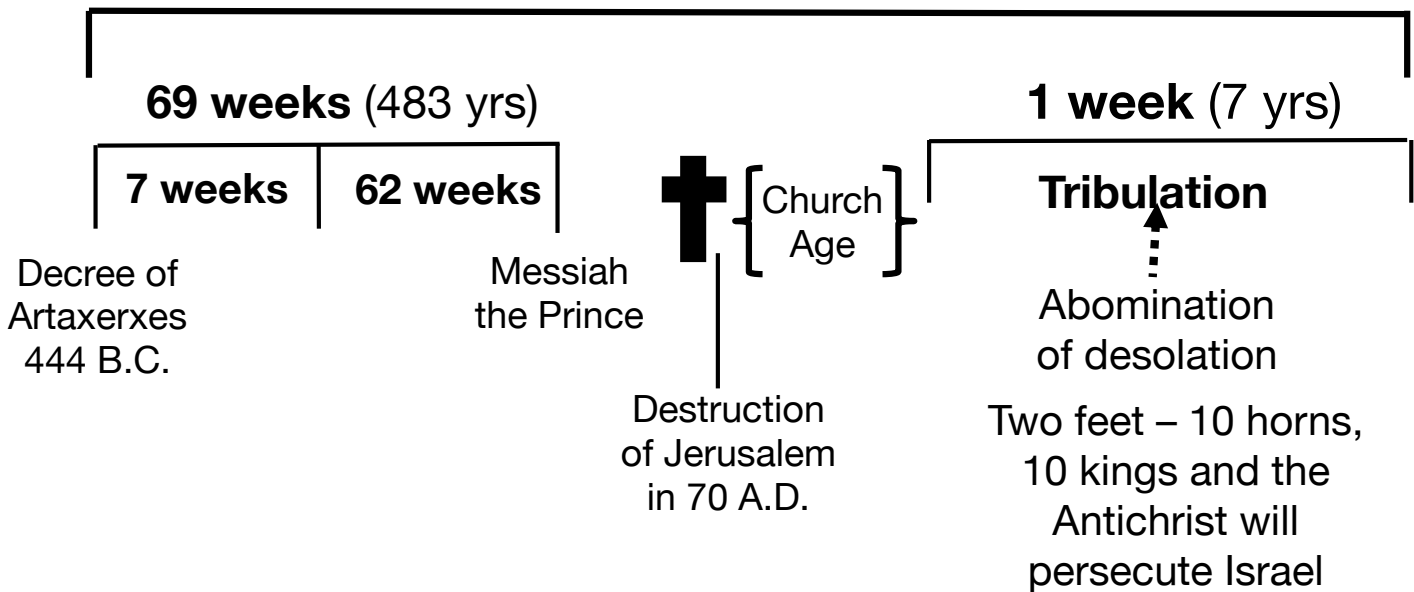 69 weeks (483 yrs)
1 week (7 yrs)
7 weeks
62 weeks
Church
Age
Tribulation
Decree of
Artaxerxes
444 B.C.
Messiah
the Prince
Destruction
of Jerusalem
in 70 A.D.
Abomination
of desolation
Two feet – 10 horns,
10 kings and the
Antichrist will
persecute Israel